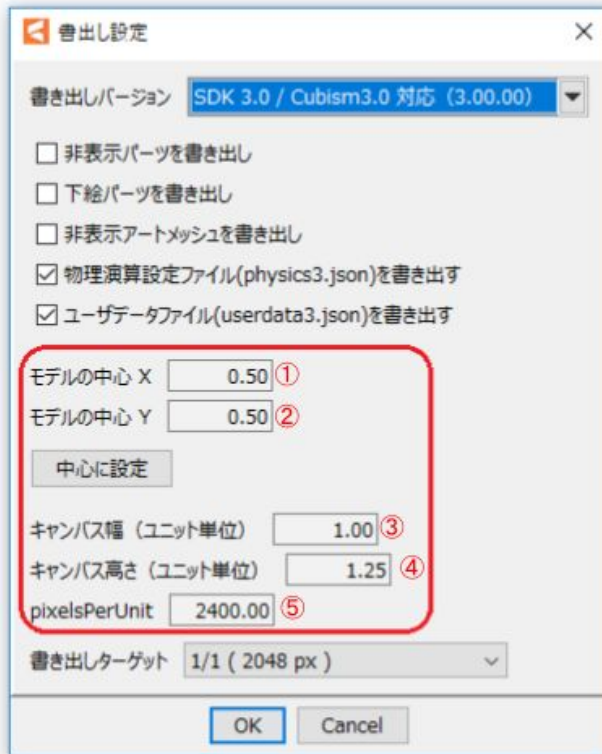 書出し設定
書き出しバージョン SDK 3.0 / Cubism3.0 対応（3.00.00）
非表示パーツを書き出し
下絵パーツを書き出し
非表示アートメッシュを書き出し
物理演算設定ファイル(physics3.json)を書き出す
ユーザデータファイル(userdata3.json)を書き出す
モデルの中心 X 0.50 ①
モデルの中心 Y 0.50 ②
中心に設定
キャンバス幅（ユニット単位） 1.00 ③
キャンバス高さ（ユニット単位） 1.25 ④
pixelsPerUnit 2400.00 ⑤
書き出しターゲット 1/1 ( 2048 px )
OK Cancel